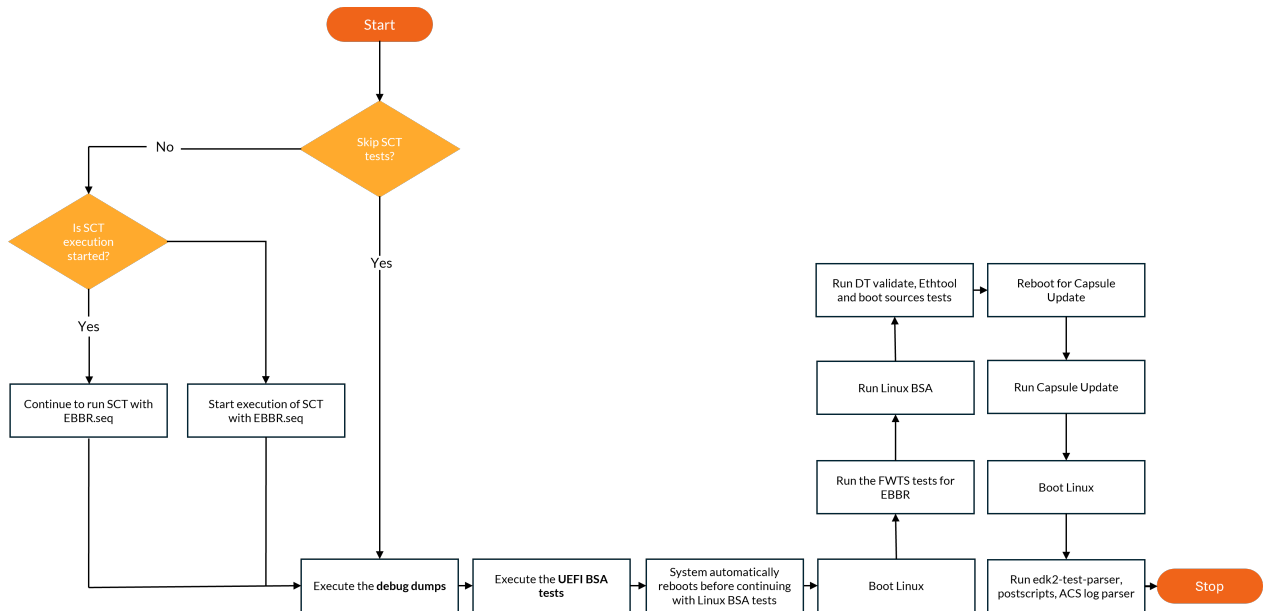 Start
Skip SCT
tests?
No
Is SCT
execution
started?
Yes
Yes
Continue to run SCT with
EBBR.seq
Start execution of SCT
with EBBR.seq
Execute the debug dumps
Execute the UEFI BSA
tests
System automatically
reboots before continuing
with Linux BSA tests
Boot Linux
Run the FWTS tests for
EBBR
Run Linux BSA
Run DT validate, Ethtool
and boot sources tests
Reboot for Capsule
Update
Run Capsule Update
Boot Linux
Run edk2-test-parser,
postscripts, ACS log parser
Stop